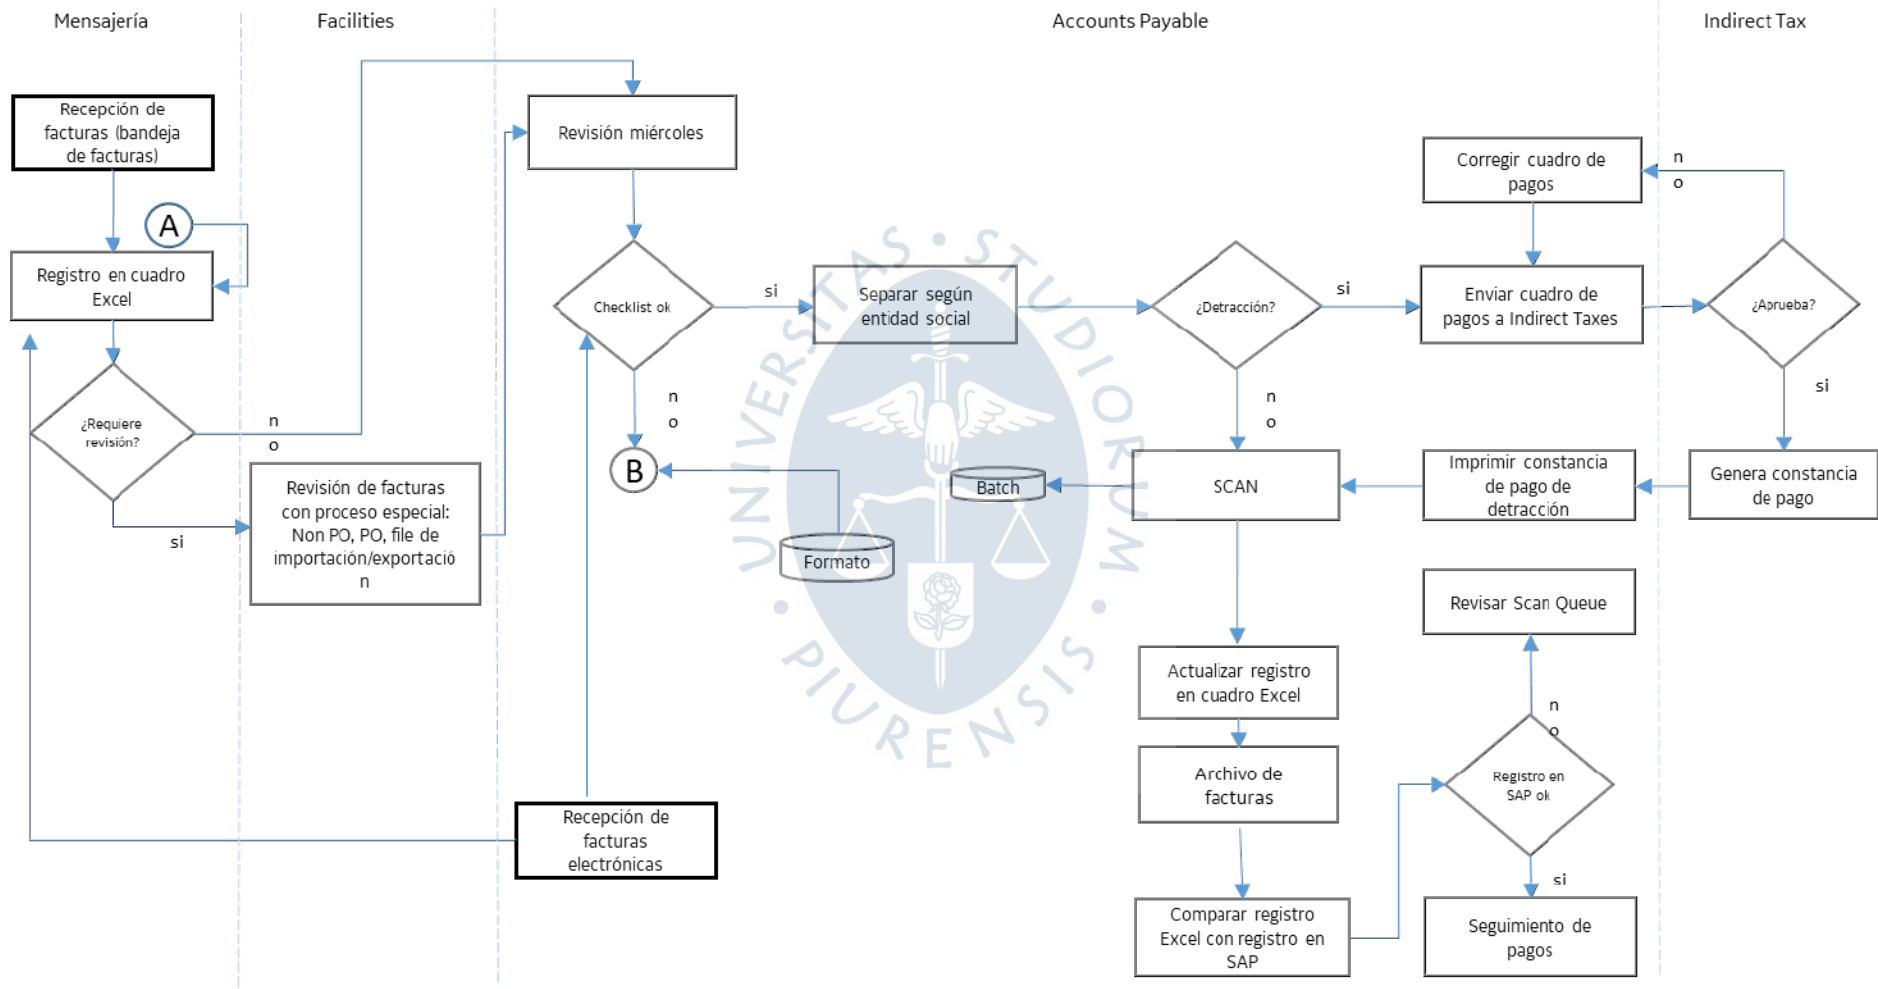 Mensajería
Facilities
Accounts Payable
Indirect Tax
Recepción de
facturas (bandeja
de facturas)
A
Registro en cuadro
Excel
¿Requiere
revisión?
n
o
si
Revisión de facturas
con proceso especial:
Non PO, PO, file de
importación/exportació
n
Revisión miércoles
Checklist ok
si
n
o
B
Formato
Recepción de
facturas
electrónicas
Separar según
entidad social
¿Detracción?
si
n
o
Corregir cuadro de
pagos
n
o
Enviar cuadro de
pagos a Indirect Taxes
¿Aprueba?
si
Genera constancia
de pago
Imprimir constancia
de pago de
detracción
SCAN
Batch
Actualizar registro
en cuadro Excel
Archivo de
facturas
Comparar registro
Excel con registro en
SAP
Registro en
SAP ok
n
o
Revisar Scan Queue
si
Seguimiento de
pagos
UNIVERSITAS • STUDIORUM
• PIURENSIS •